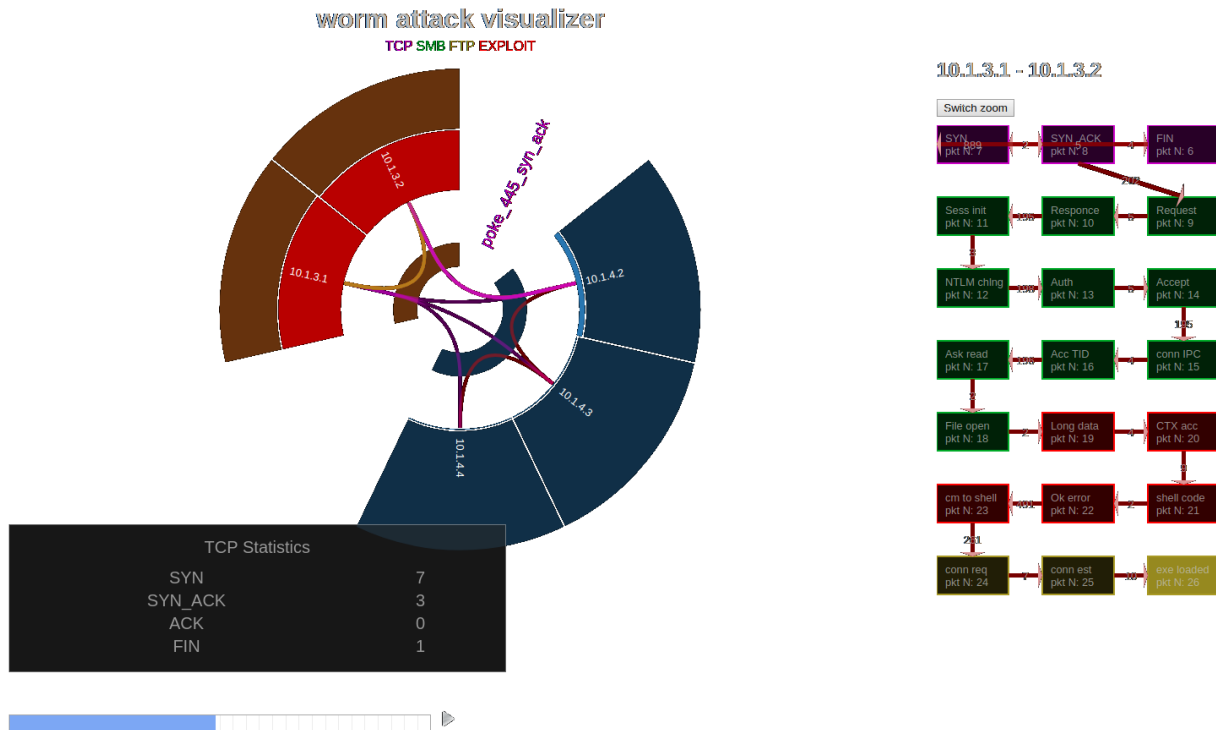 worm attack visualizer
TCP SMB FTP EXPLOIT
poke_445_syn_ack
10.1.3.2
10.1.3.1
10.1.4.2
10.1.4.3
10.1.4.4
TCP Statistics
SYN 7
SYN_ACK 3
ACK 0
FIN 1
10.1.3.1 - 10.1.3.2
Switch zoom
SYN
pkt N: 7
889
2
SYN_ACK
pkt N: 8
5
FIN
pkt N: 6
Sess init
pkt N: 11
Responce
pkt N: 10
Request
pkt N: 9
NTLM chlng
pkt N: 12
Auth
pkt N: 13
Accept
pkt N: 14
Ask read
pkt N: 17
Acc TID
pkt N: 16
conn IPC
pkt N: 15
File open
pkt N: 18
Long data
pkt N: 19
CTX acc
pkt N: 20
cm to shell
pkt N: 23
Ok error
pkt N: 22
shell code
pkt N: 21
conn req
pkt N: 24
conn est
pkt N: 25
exe loaded
pkt N: 26